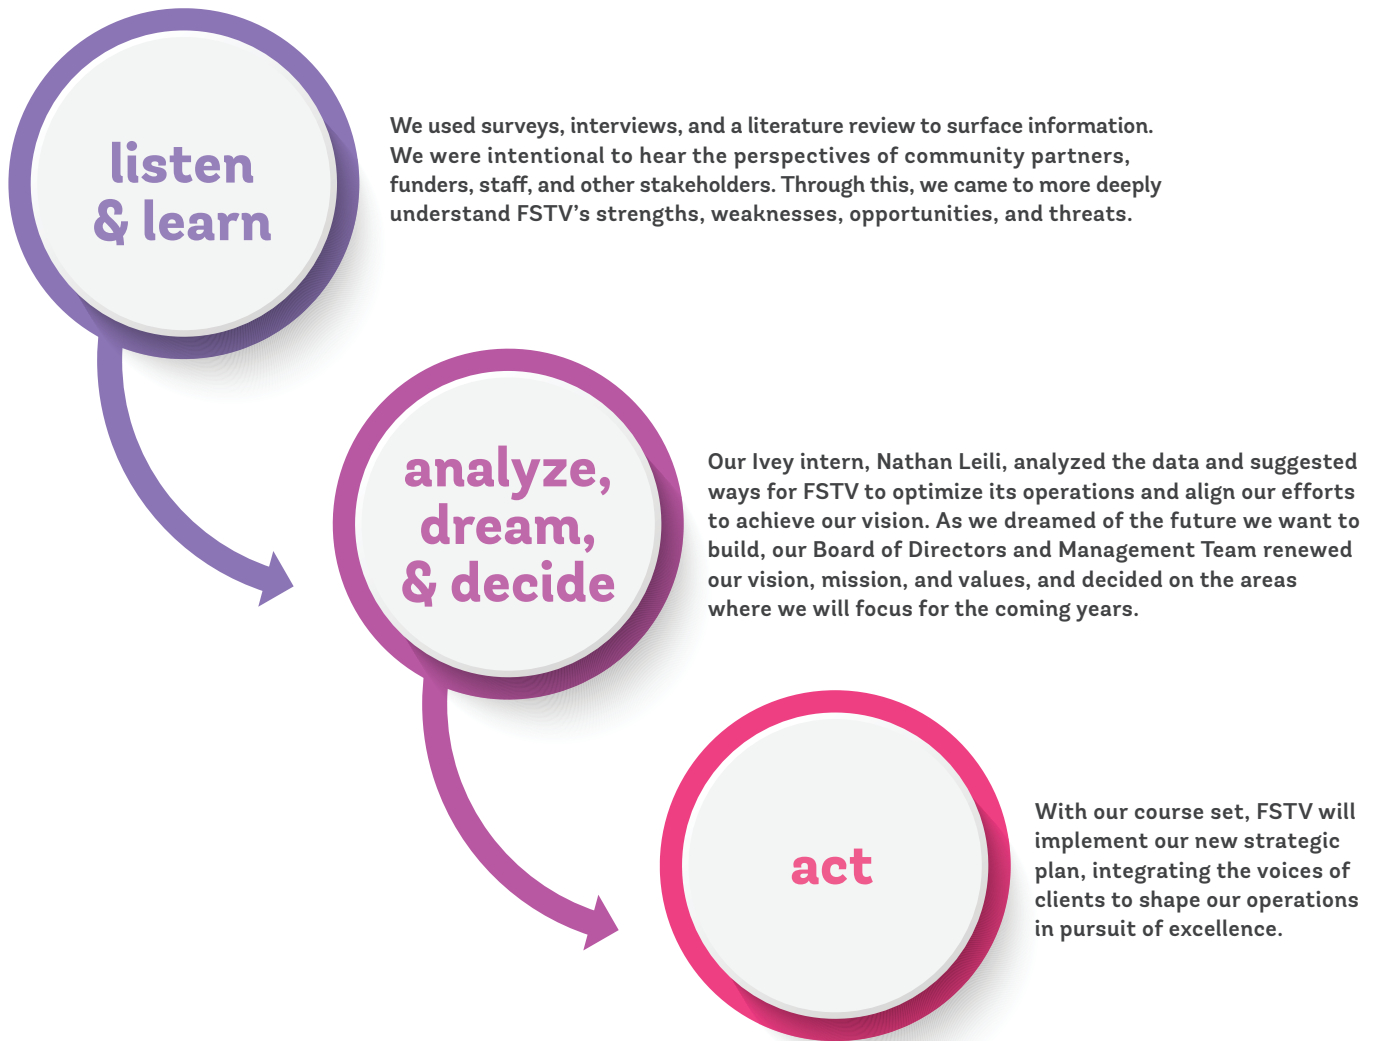 listen
& learn
We used surveys, interviews, and a literature review to surface information.
We were intentional to hear the perspectives of community partners,
funders, staff, and other stakeholders. Through this, we came to more deeply
understand FSTV’s strengths, weaknesses, opportunities, and threats.
analyze,
dream,
& decide
Our Ivey intern, Nathan Leili, analyzed the data and suggested
ways for FSTV to optimize its operations and align our efforts
to achieve our vision. As we dreamed of the future we want to
build, our Board of Directors and Management Team renewed
our vision, mission, and values, and decided on the areas
where we will focus for the coming years.
act
With our course set, FSTV will
implement our new strategic
plan, integrating the voices of
clients to shape our operations
in pursuit of excellence.